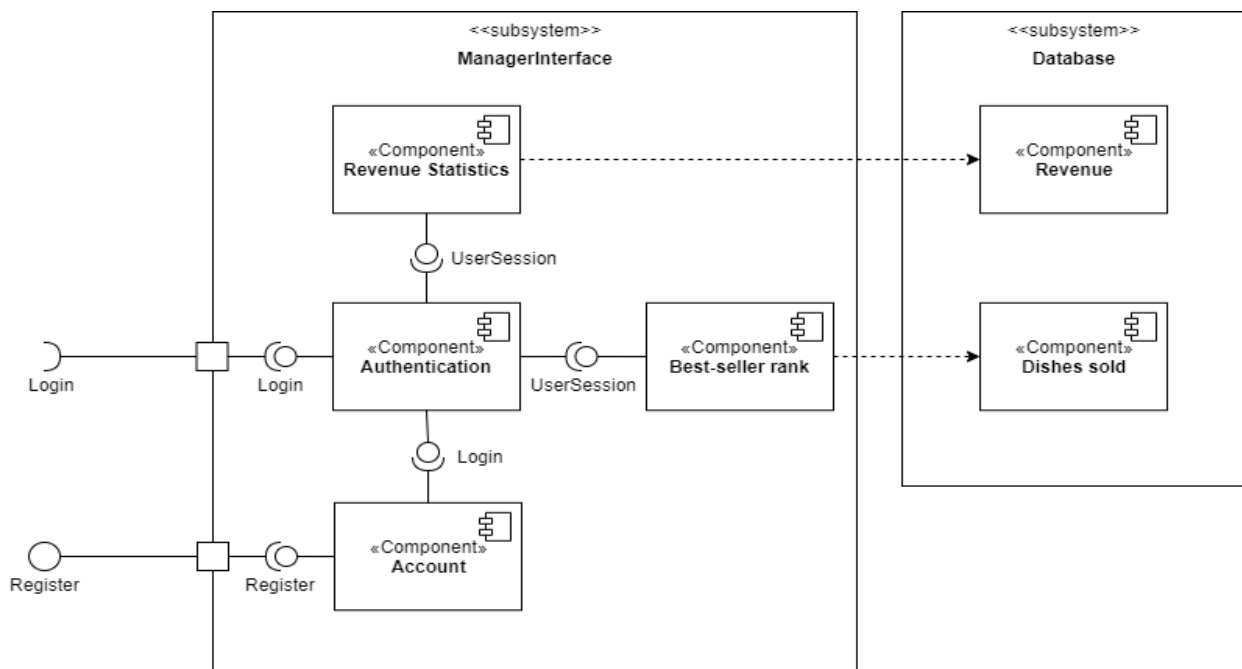 <<subsystem>>
ManagerInterface
<<subsystem>>
Database
«Component»
Revenue Statistics
«Component»
Revenue
UserSession
Login
Login
«Component»
Authentication
UserSession
«Component»
Best-seller rank
«Component»
Dishes sold
Login
Register
Register
«Component»
Account